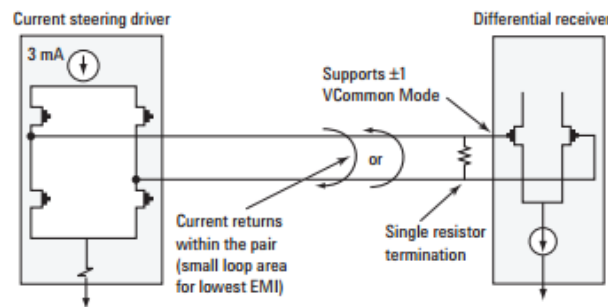 Current steering driver
Differential receiver
3 mA
Supports ±1
VCommon Mode
or
Current returns
within the pair
(small loop area
for lowest EMI)
Single resistor
termination